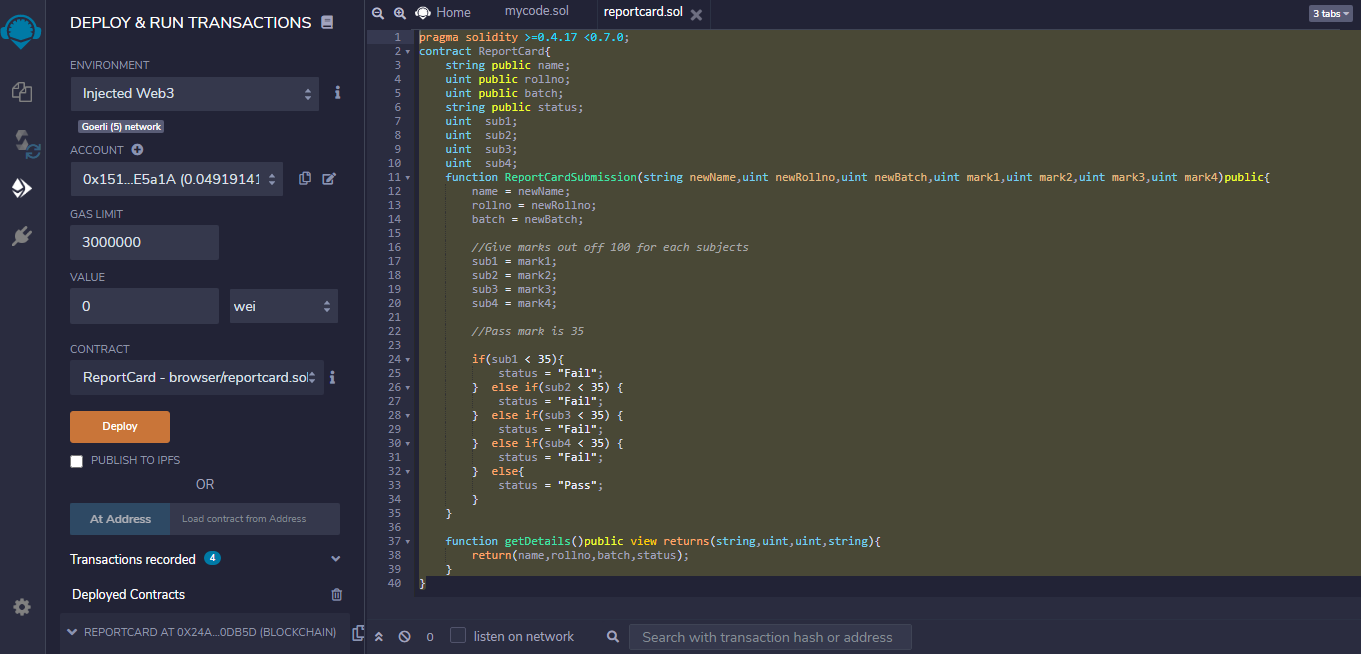 DEPLOY & RUN TRANSACTIONS
ENVIRONMENT
Injected Web3
Goerli (5) network
ACCOUNT
0x151...E5a1A (0.04919141
GAS LIMIT
3000000
VALUE
0
wei
CONTRACT
ReportCard - browser/reportcard.sol
Deploy
PUBLISH TO IPFS
OR
At Address
Load contract from Address
Transactions recorded 4
Deployed Contracts
REPORTCARD AT 0X24A...0DB5D (BLOCKCHAIN)
Home
mycode.sol
reportcard.sol
3 tabs
1 pragma solidity >=0.4.17 <0.7.0;
2 contract ReportCard{
3 string public name;
4 uint public rollno;
5 uint public batch;
6 string public status;
7 uint  sub1;
8 uint  sub2;
9 uint  sub3;
10 uint  sub4;
11 function ReportCardSubmission(string newName,uint newRollno,uint newBatch,uint mark1,uint mark2,uint mark3,uint mark4)public{
12 name = newName;
13 rollno = newRollno;
14 batch = newBatch;
15
16 //Give marks out off 100 for each subjects
17 sub1 = mark1;
18 sub2 = mark2;
19 sub3 = mark3;
20 sub4 = mark4;
21
22 //Pass mark is 35
23
24 if(sub1 < 35){
25 status = "Fail";
26 }  else if(sub2 < 35) {
27 status = "Fail";
28 }  else if(sub3 < 35) {
29 status = "Fail";
30 }  else if(sub4 < 35) {
31 status = "Fail";
32 }  else{
33 status = "Pass";
34 }
35 }
36
37 function getDetails()public view returns(string,uint,uint,string){
38 return(name,rollno,batch,status);
39 }
40 }
0
listen on network
Search with transaction hash or address